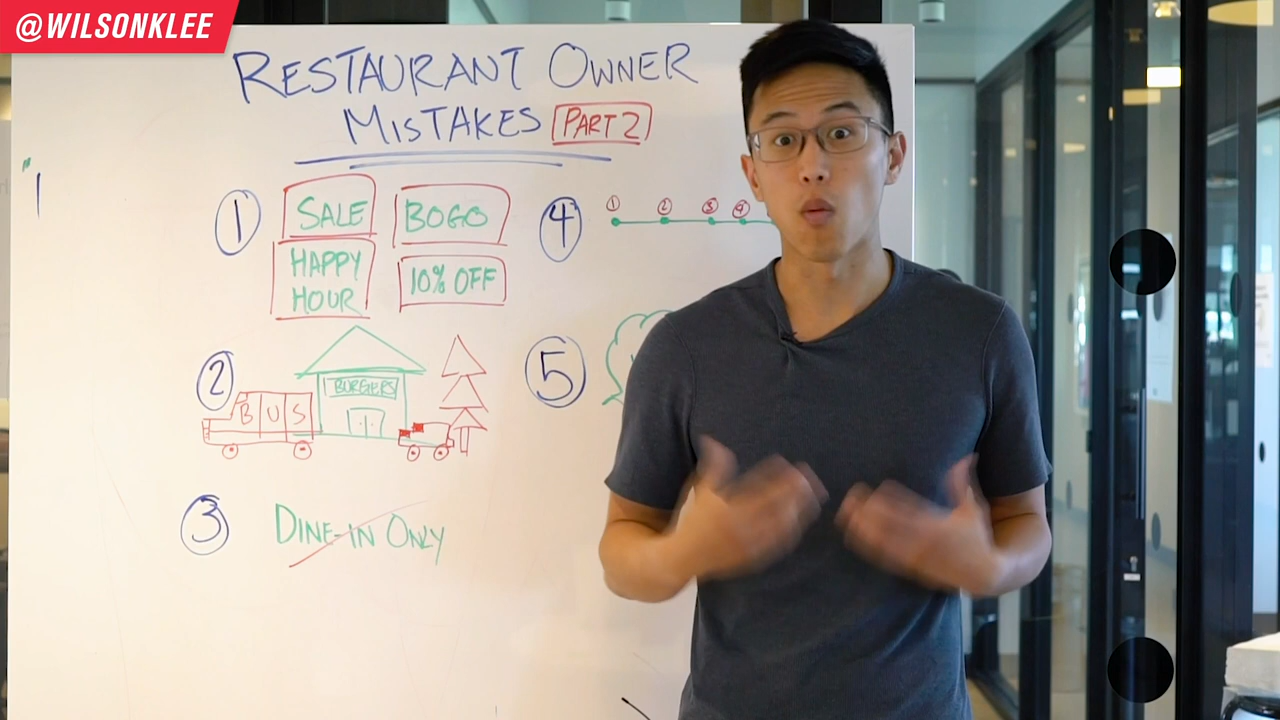 @WILSONKLEE
RESTAURANT OWNER
MISTAKES PART 2
1
SALE
BOGO
HAPPY
HOUR
10% OFF
2
BURGERS
BUS
3
DINE-IN ONLY
4
1 2 3 4
5